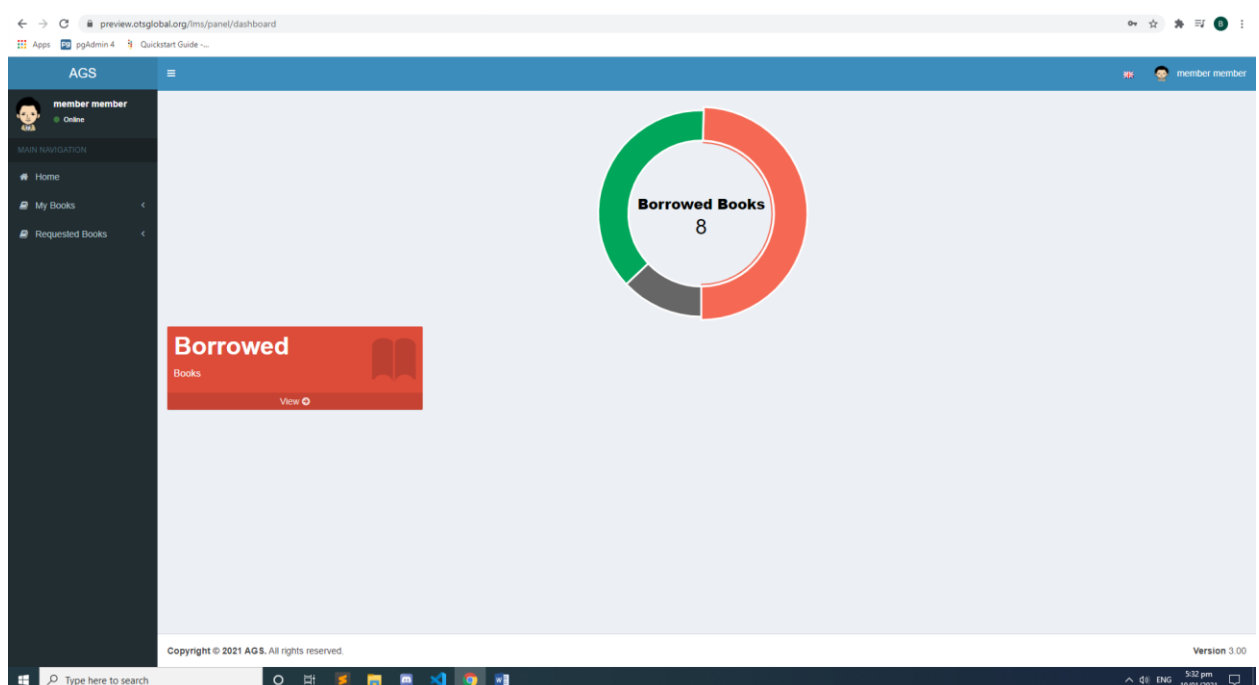 preview.otsglobal.org/lms/panel/dashboard
B
Apps pgAdmin 4 Quickstart Guide -...
AGS
member member
member member
Online
MAIN NAVIGATION
Home
My Books
Requested Books
Borrowed Books
8
Borrowed
Books
View
Copyright © 2021 AGS. All rights reserved.
Version 3.00
Type here to search
ENG
5:32 pm